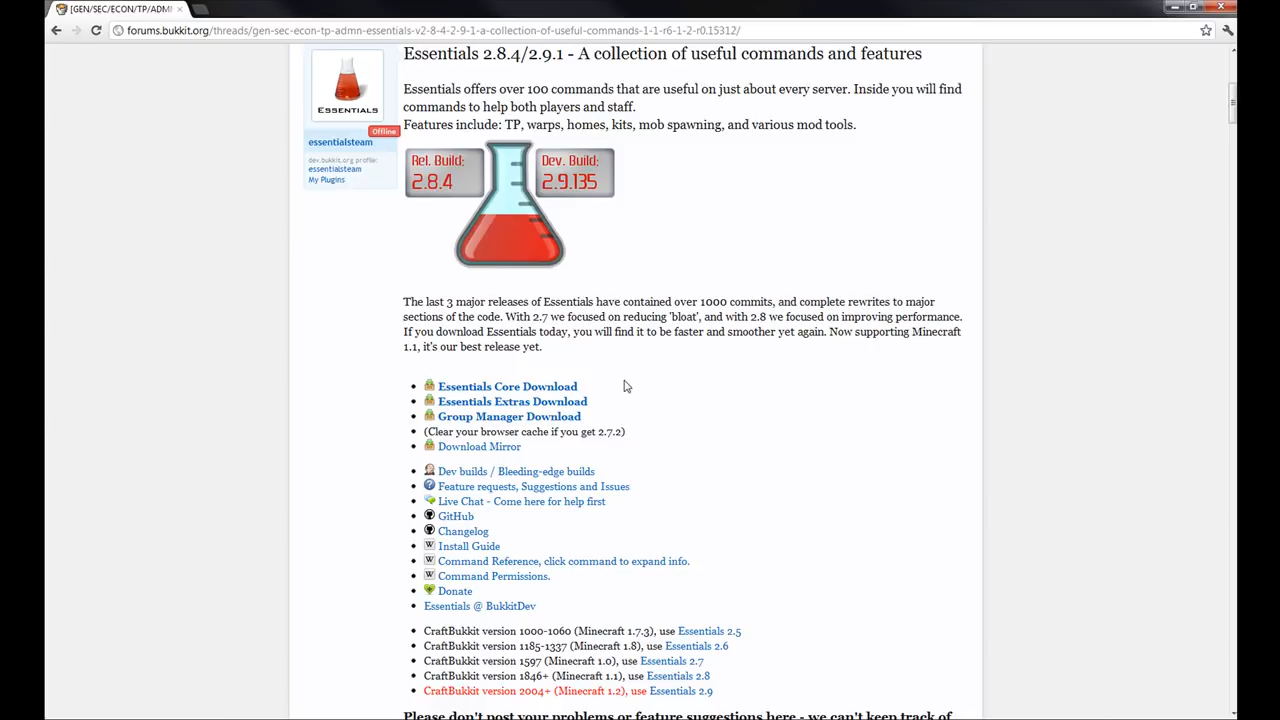 [GEN/SEC/ECON/TP/ADM
forums.bukkit.org/threads/gen-sec-econ-tp-admn-essentials-v2-8-4-2-9-1-a-collection-of-useful-commands-1-1-r6-1-2-r0.15312/
Essentials 2.8.4/2.9.1 - A collection of useful commands and features
ESSENTIALS
Offline
essentialsteam
dev.bukkit.org profile:
essentialsteam
My Plugins
Essentials offers over 100 commands that are useful on just about every server. Inside you will find
commands to help both players and staff.
Features include: TP, warps, homes, kits, mob spawning, and various mod tools.
Rel. Build:
2.8.4
Dev. Build:
2.9.135
The last 3 major releases of Essentials have contained over 1000 commits, and complete rewrites to major
sections of the code. With 2.7 we focused on reducing 'bloat', and with 2.8 we focused on improving performance.
If you download Essentials today, you will find it to be faster and smoother yet again. Now supporting Minecraft
1.1, it's our best release yet.
Essentials Core Download
Essentials Extras Download
Group Manager Download
(Clear your browser cache if you get 2.7.2)
Download Mirror
Dev builds / Bleeding-edge builds
Feature requests, Suggestions and Issues
Live Chat - Come here for help first
GitHub
Changelog
Install Guide
Command Reference, click command to expand info.
Command Permissions.
Donate
Essentials @ BukkitDev
CraftBukkit version 1000-1060 (Minecraft 1.7.3), use Essentials 2.5
CraftBukkit version 1185-1337 (Minecraft 1.8), use Essentials 2.6
CraftBukkit version 1597 (Minecraft 1.0), use Essentials 2.7
CraftBukkit version 1846+ (Minecraft 1.1), use Essentials 2.8
CraftBukkit version 2004+ (Minecraft 1.2), use Essentials 2.9
Please don't post your problems or feature suggestions here - we can't keep track of